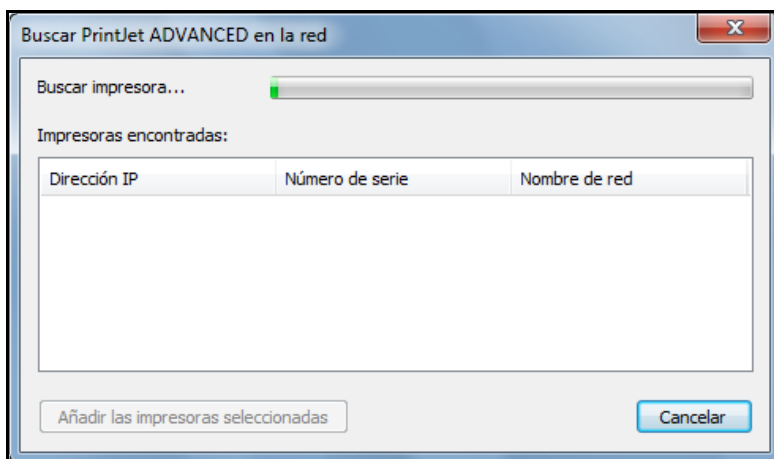 Buscar PrintJet ADVANCED en la red
Buscar impresora...
Impresoras encontradas:
Dirección IP Número de serie Nombre de red
Añadir las impresoras seleccionadas Cancelar